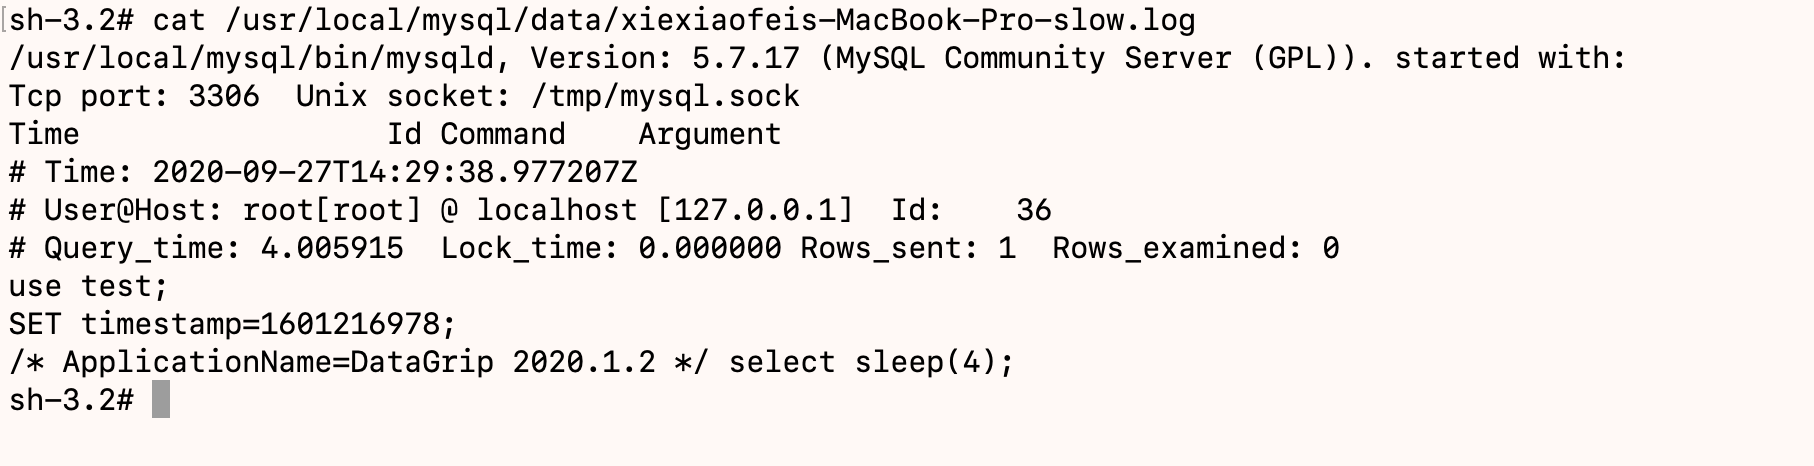 sh-3.2# cat /usr/local/mysql/data/xiexiaofeis-MacBook-Pro-slow.log
/usr/local/mysql/bin/mysqld, Version: 5.7.17 (MySQL Community Server (GPL)). started with:
Tcp port: 3306  Unix socket: /tmp/mysql.sock
Time                 Id Command    Argument
# Time: 2020-09-27T14:29:38.977207Z
# User@Host: root[root] @ localhost [127.0.0.1]  Id:    36
# Query_time: 4.005915  Lock_time: 0.000000 Rows_sent: 1  Rows_examined: 0
use test;
SET timestamp=1601216978;
/* ApplicationName=DataGrip 2020.1.2 */ select sleep(4);
sh-3.2#